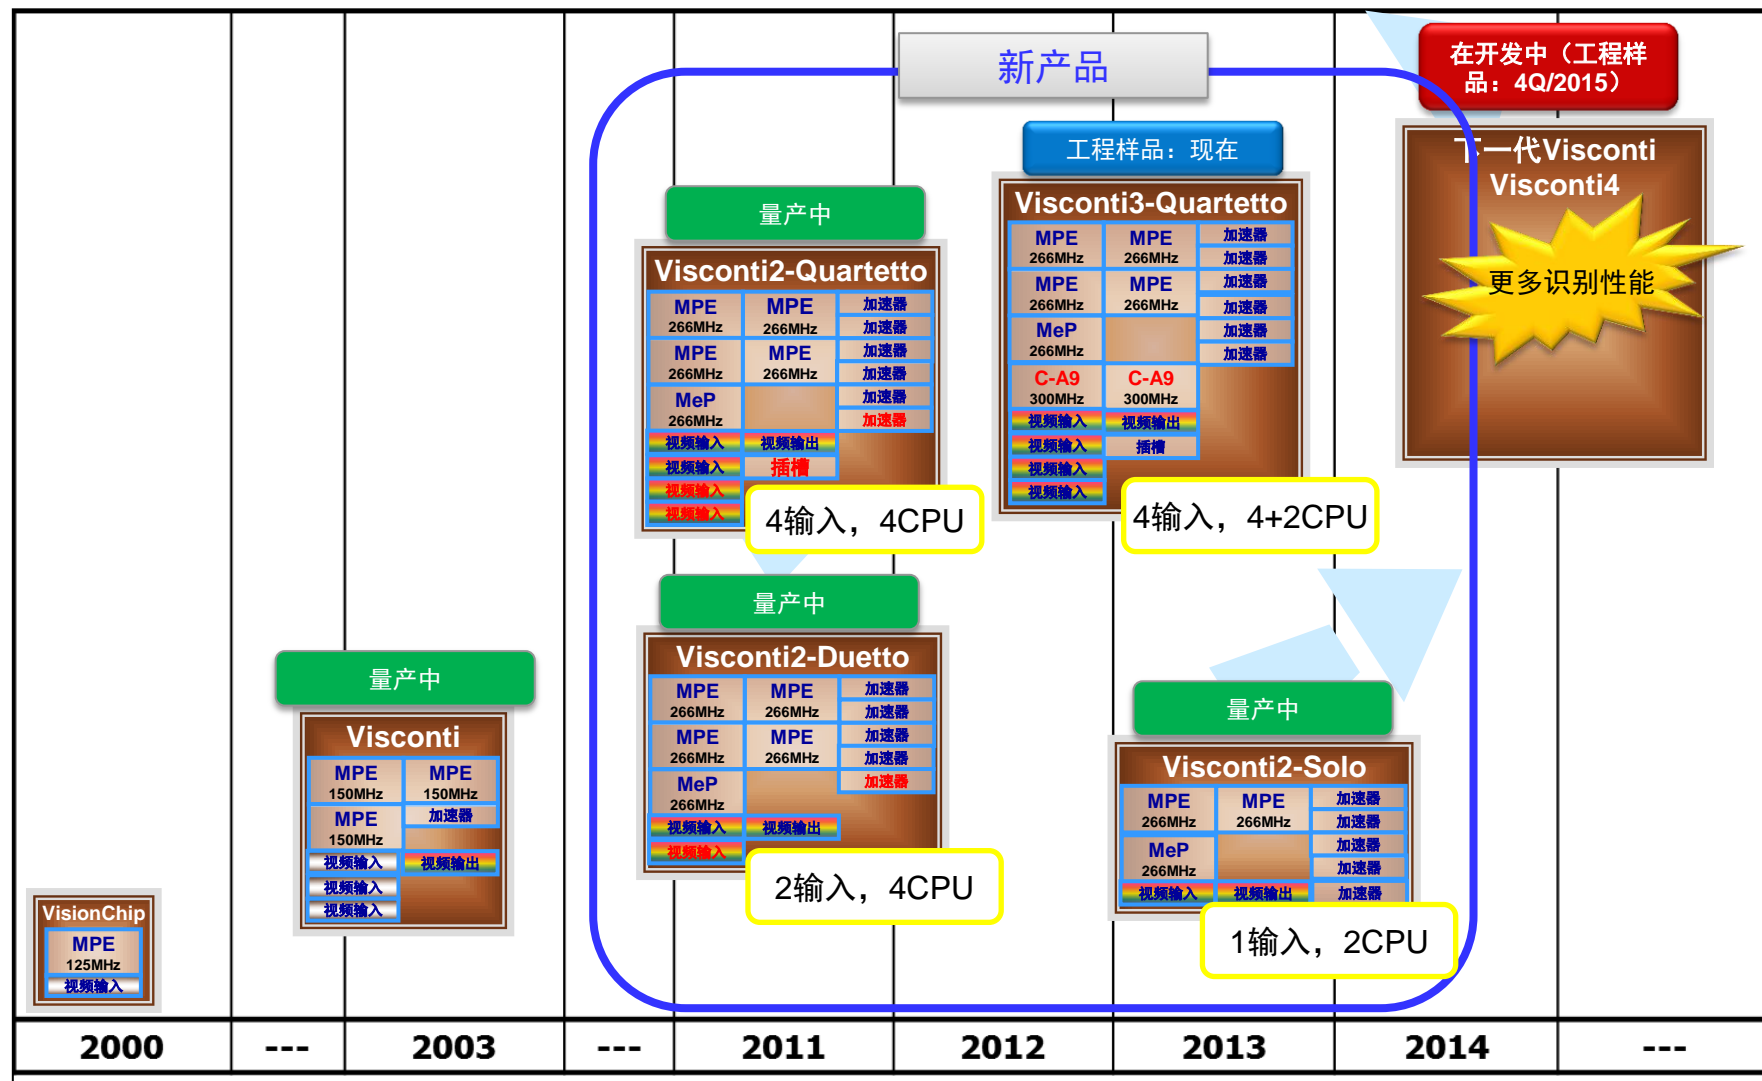 新产品
在开发中（工程样
品：4Q/2015）
下一代Visconti
Visconti4
更多识别性能
工程样品：现在
Visconti3-Quartetto
MPE
266MHz
MPE
266MHz
加速器
加速器
MPE
266MHz
MPE
266MHz
加速器
加速器
MeP
266MHz
加速器
加速器
C-A9
300MHz
C-A9
300MHz
视频输入
视频输出
视频输入
插槽
视频输入
视频输入
4输入，4+2CPU
量产中
Visconti2-Quartetto
MPE
266MHz
MPE
266MHz
加速器
加速器
MPE
266MHz
MPE
266MHz
加速器
加速器
MeP
266MHz
加速器
加速器
视频输入
视频输出
视频输入
插槽
视频输入
视频输入
4输入，4CPU
量产中
Visconti2-Duetto
MPE
266MHz
MPE
266MHz
加速器
加速器
MPE
266MHz
MPE
266MHz
加速器
加速器
MeP
266MHz
加速器
视频输入
视频输出
视频输入
2输入，4CPU
量产中
Visconti2-Solo
MPE
266MHz
MPE
266MHz
加速器
加速器
MeP
266MHz
加速器
加速器
视频输入
视频输出
加速器
1输入，2CPU
量产中
Visconti
MPE
150MHz
MPE
150MHz
MPE
150MHz
加速器
视频输入
视频输出
视频输入
视频输入
VisionChip
MPE
125MHz
视频输入
2000 --- 2003 --- 2011 2012 2013 2014 ---